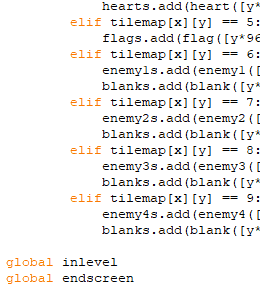 hearts.add(heart([y*
elif tilemap[x][y] == 5:
flags.add(flag([y*96
elif tilemap[x][y] == 6:
enemy1s.add(enemy1([
blanks.add(blank([y*
elif tilemap[x][y] == 7:
enemy2s.add(enemy2([
blanks.add(blank([y*
elif tilemap[x][y] == 8:
enemy3s.add(enemy3([
blanks.add(blank([y*
elif tilemap[x][y] == 9:
enemy4s.add(enemy4([
blanks.add(blank([y*
global inlevel
global endscreen